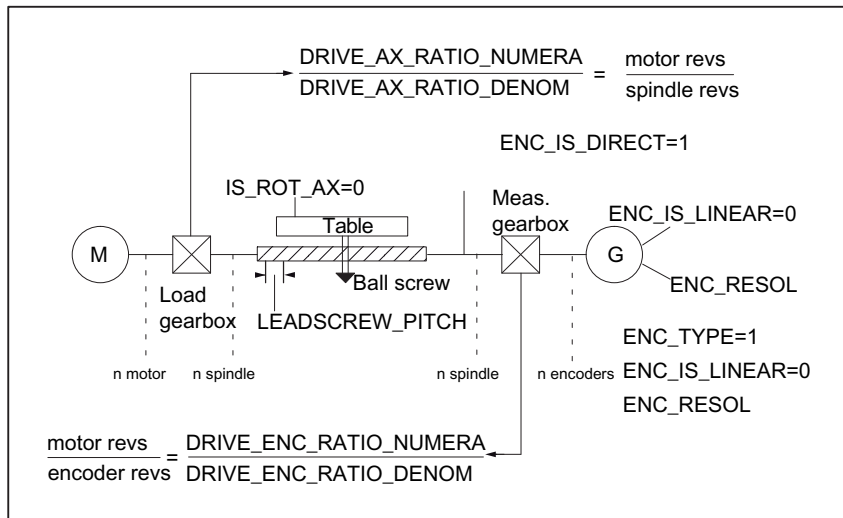 DRIVE_AX_RATIO_NUMERA
DRIVE_AX_RATIO_DENOM
=
motor revs
spindle revs
ENC_IS_DIRECT=1
IS_ROT_AX=0
Table
Meas.
gearbox
ENC_IS_LINEAR=0
M
G
Load
gearbox
Ball screw
ENC_RESOL
LEADSCREW_PITCH
n motor
n spindle
n spindle
n encoders
ENC_TYPE=1
ENC_IS_LINEAR=0
ENC_RESOL
motor revs
encoder revs
=
DRIVE_ENC_RATIO_NUMERA
DRIVE_ENC_RATIO_DENOM